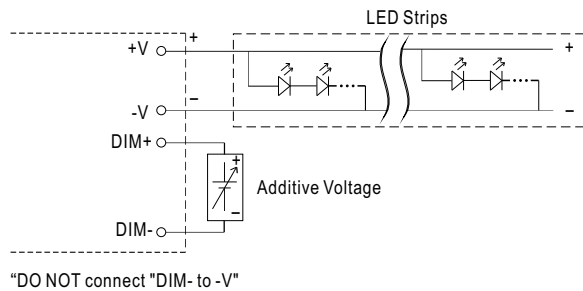 LED Strips
+V
+
+
-V
−
−
DIM+
+
Additive Voltage
−
DIM-
“DO NOT connect "DIM- to -V"